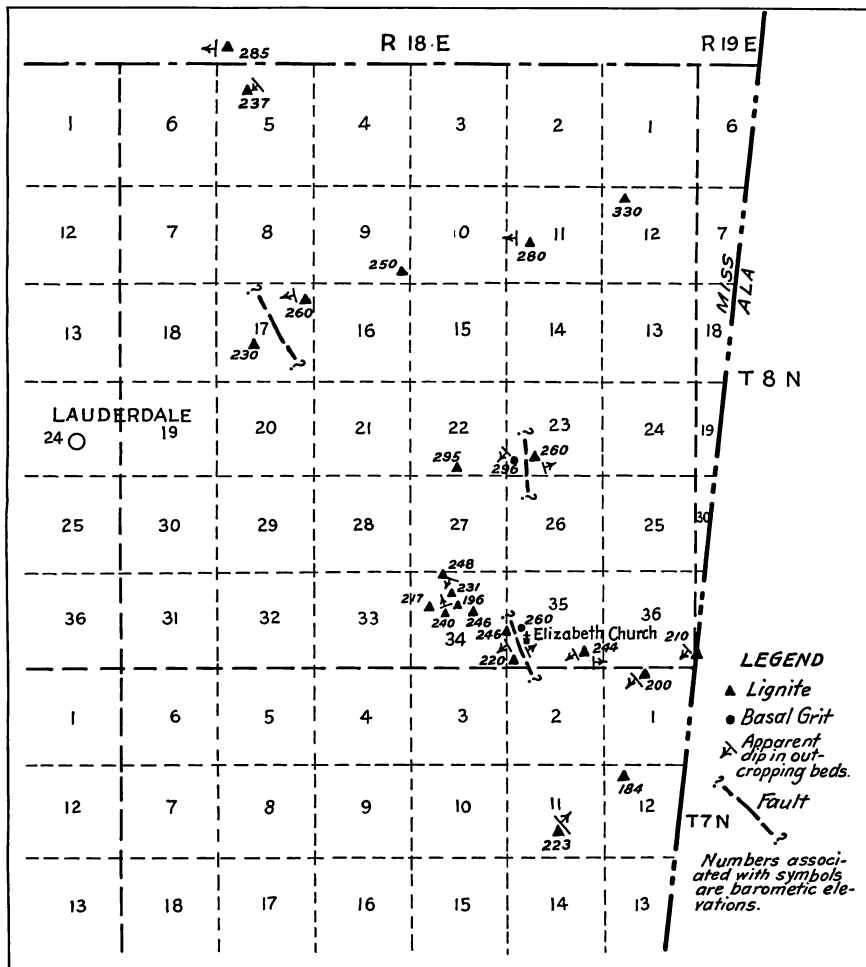 R 18 E R 19 E
285
237
1 6 5 4 3 2 1 6
330
12 7 8 9 10 11 12 7
280
250
MISS
ALA
260
13 18 17 16 15 14 13 18
230
?
?
T 8 N
LAUDERDALE
24 19 20 21 22 23 24 19
?
295 296 260
?
25 30 29 28 27 26 25 30
248
231
217 196
240 246
36 31 32 33 34 35 36
246 ? 260
Elizabeth Church
220 244 210
?
200
1 6 5 4 3 2 1
184
12 7 8 9 10 11 12
223
T 7 N
13 18 17 16 15 14 13
LEGEND
Lignite
Basal Grit
Apparent
dip in out-
cropping beds.
?
Fault
?
Numbers associ-
ated with symbols
are barometic ele-
vations.